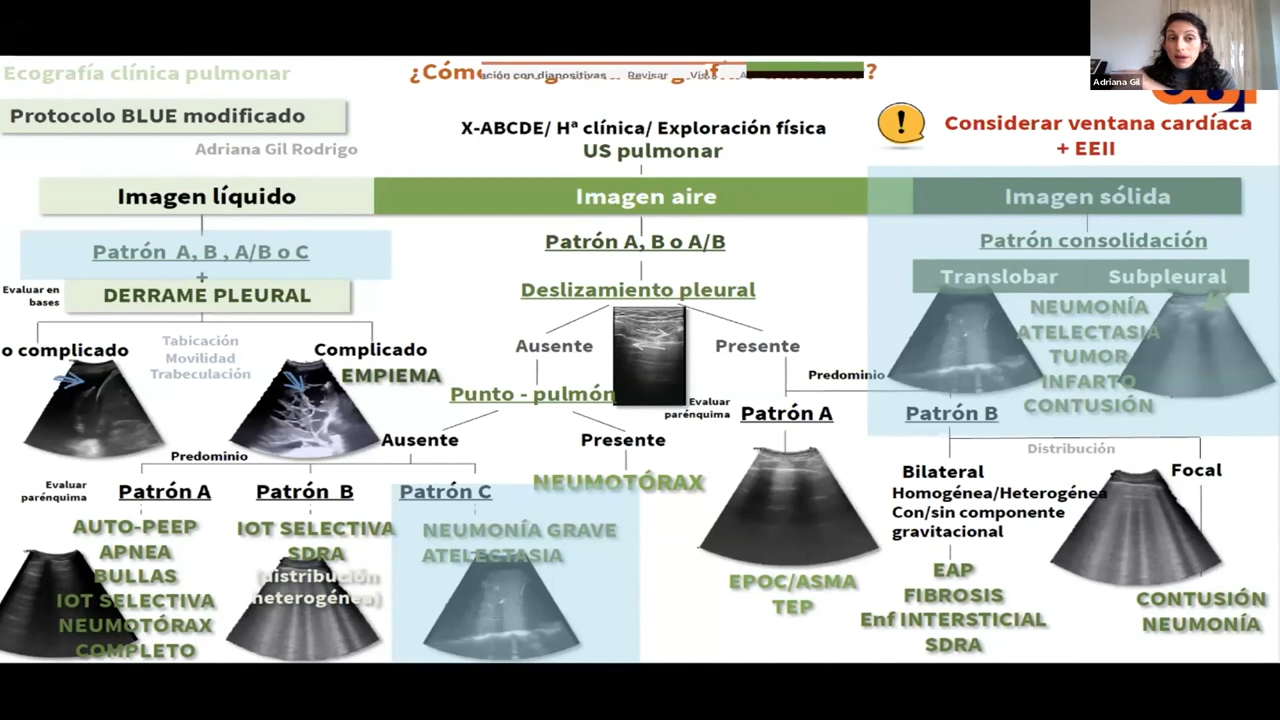 Ecografía clínica pulmonar
¿Cóm
ación con diapositivas
Revisar
?
Adriana Gil
Protocolo BLUE modificado
Adriana Gil Rodrigo
X-ABCDE/ Hª clínica/ Exploración física
US pulmonar
Considerar ventana cardíaca
+ EEII
Imagen líquido
Imagen aire
Imagen sólida
Patrón A, B , A/B o C
+
Evaluar en
bases
DERRAME PLEURAL
Patrón A, B o A/B
Deslizamiento pleural
Patrón consolidación
Translobar
Subpleural
NEUMONÍA
ATELECTASIA
TUMOR
INFARTO
CONTUSIÓN
Tabicación
Movilidad
Trabeculación
o complicado
Complicado
EMPIEMA
Ausente
Presente
Punto - pulmón
Ausente
Presente
NEUMOTÓRAX
Predominio
Evaluar
parénquima
Patrón A
Patrón B
Patrón C
AUTO-PEEP
APNEA
BULLAS
IOT SELECTIVA
NEUMOTÓRAX
COMPLETO
IOT SELECTIVA
SDRA
(distribución
heterogénea)
NEUMONÍA GRAVE
ATELECTASIA
Predominio
Evaluar
parénquima
Patrón A
Patrón B
EPOC/ASMA
TEP
Distribución
Bilateral
Homogénea/Heterogénea
Con/sin componente
gravitacional
EAP
FIBROSIS
Enf INTERSTICIAL
SDRA
Focal
CONTUSIÓN
NEUMONÍA